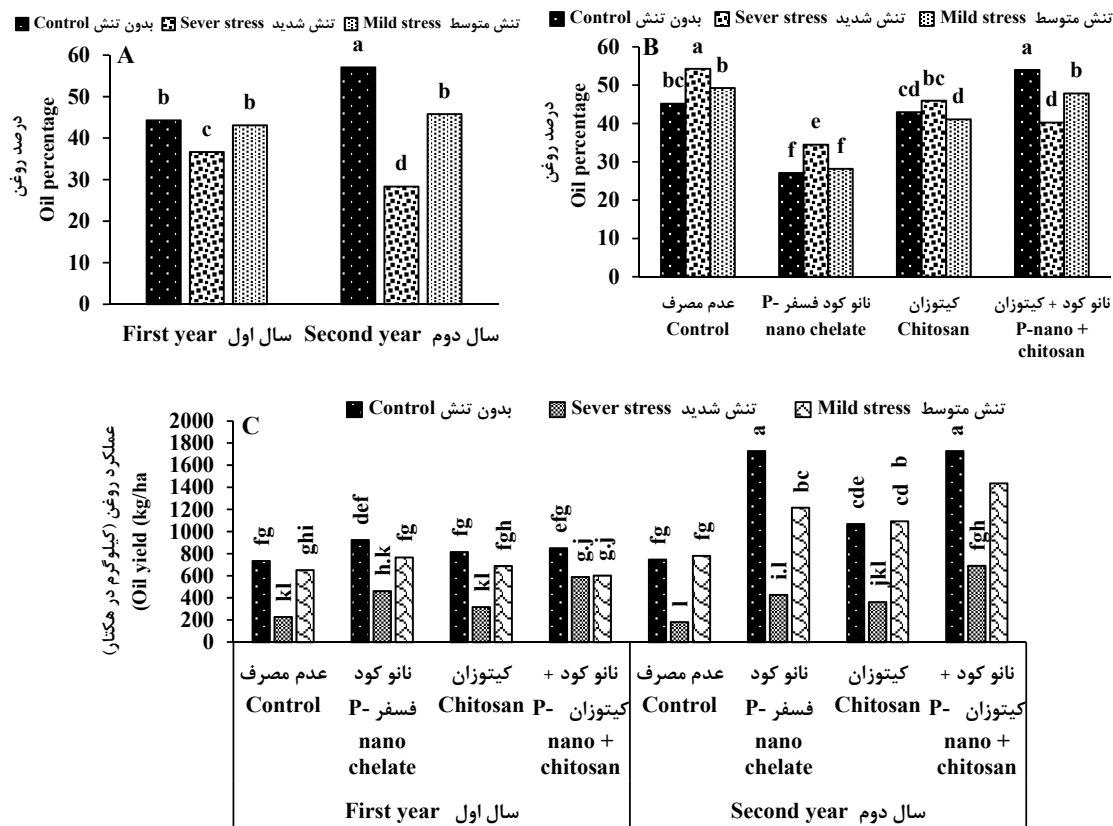 Control بدون تنش Sever stress تنش شدید Mild stress تنش متوسط
A
درصد روغن
Oil percentage
60
50
40
30
20
10
0
b
c
b
a
d
b
First year سال اول
Second year سال دوم
Control بدون تنش Sever stress تنش شدید Mild stress تنش متوسط
B
درصد روغن
Oil percentage
60
50
40
30
20
10
0
bc
a
b
f
e
f
cd
bc
d
a
d
b
عدم مصرف
Control
نانو کود فسفر P-
nano chelate
کیتوزان
Chitosan
نانو کود + کیتوزان
P-nano +
chitosan
Control بدون تنش Sever stress تنش شدید Mild stress تنش متوسط
C
عملکرد روغن (کیلوگرم در هکتار)
(Oil yield (kg/ha
2000
1800
1600
1400
1200
1000
800
600
400
200
0
fg
kl
ghi
def
h.k
fg
fg
kl
fgh
efg
g.j
g.j
fg
l
fg
a
i.l
bc
cde
jkl
cd
b
a
fgh
عدم مصرف
Control
نانو کود
فسفر P-
nano
chelate
کیتوزان
Chitosan
نانو کود +
کیتوزان P-
nano +
chitosan
عدم مصرف
Control
نانو کود
فسفر P-
nano
chelate
کیتوزان
Chitosan
نانو کود +
کیتوزان P-
nano +
chitosan
First year سال اول
Second year سال دوم